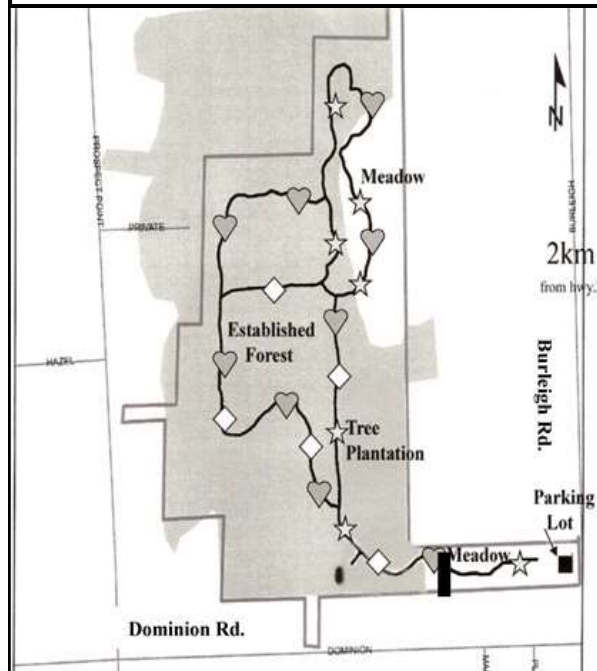 N
Meadow
PROSPECT POINT
PRIVATE
BURLEIGH
2km
from hwy.
Established
Forest
HAZEL
Burleigh Rd.
Tree
Plantation
Parking
Lot
Meadow
Dominion Rd.
DOMINION